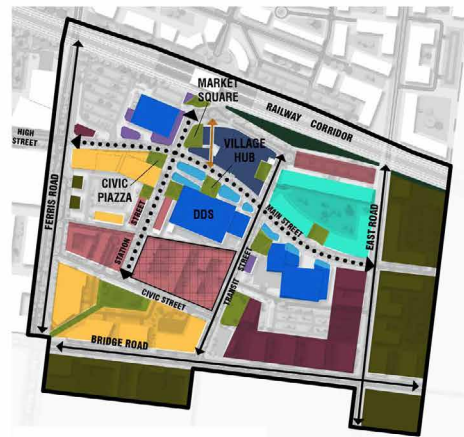 MARKET
SQUARE
RAILWAY CORRIDOR
HIGH
STREET
VILLAGE
HUB
CIVIC
PIAZZA
FERRIS ROAD
STATION
STREET
DDS
MAIN STREET
EAST ROAD
TRANSIT STREET
CIVIC STREET
BRIDGE ROAD